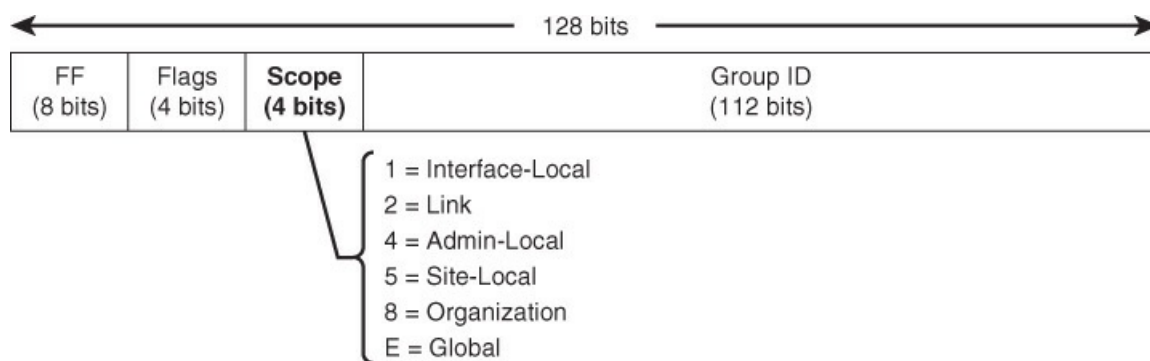 128 bits
FF Flags Scope Group ID
(8 bits) (4 bits) (4 bits) (112 bits)
1 = Interface-Local
2 = Link
4 = Admin-Local
5 = Site-Local
8 = Organization
E = Global